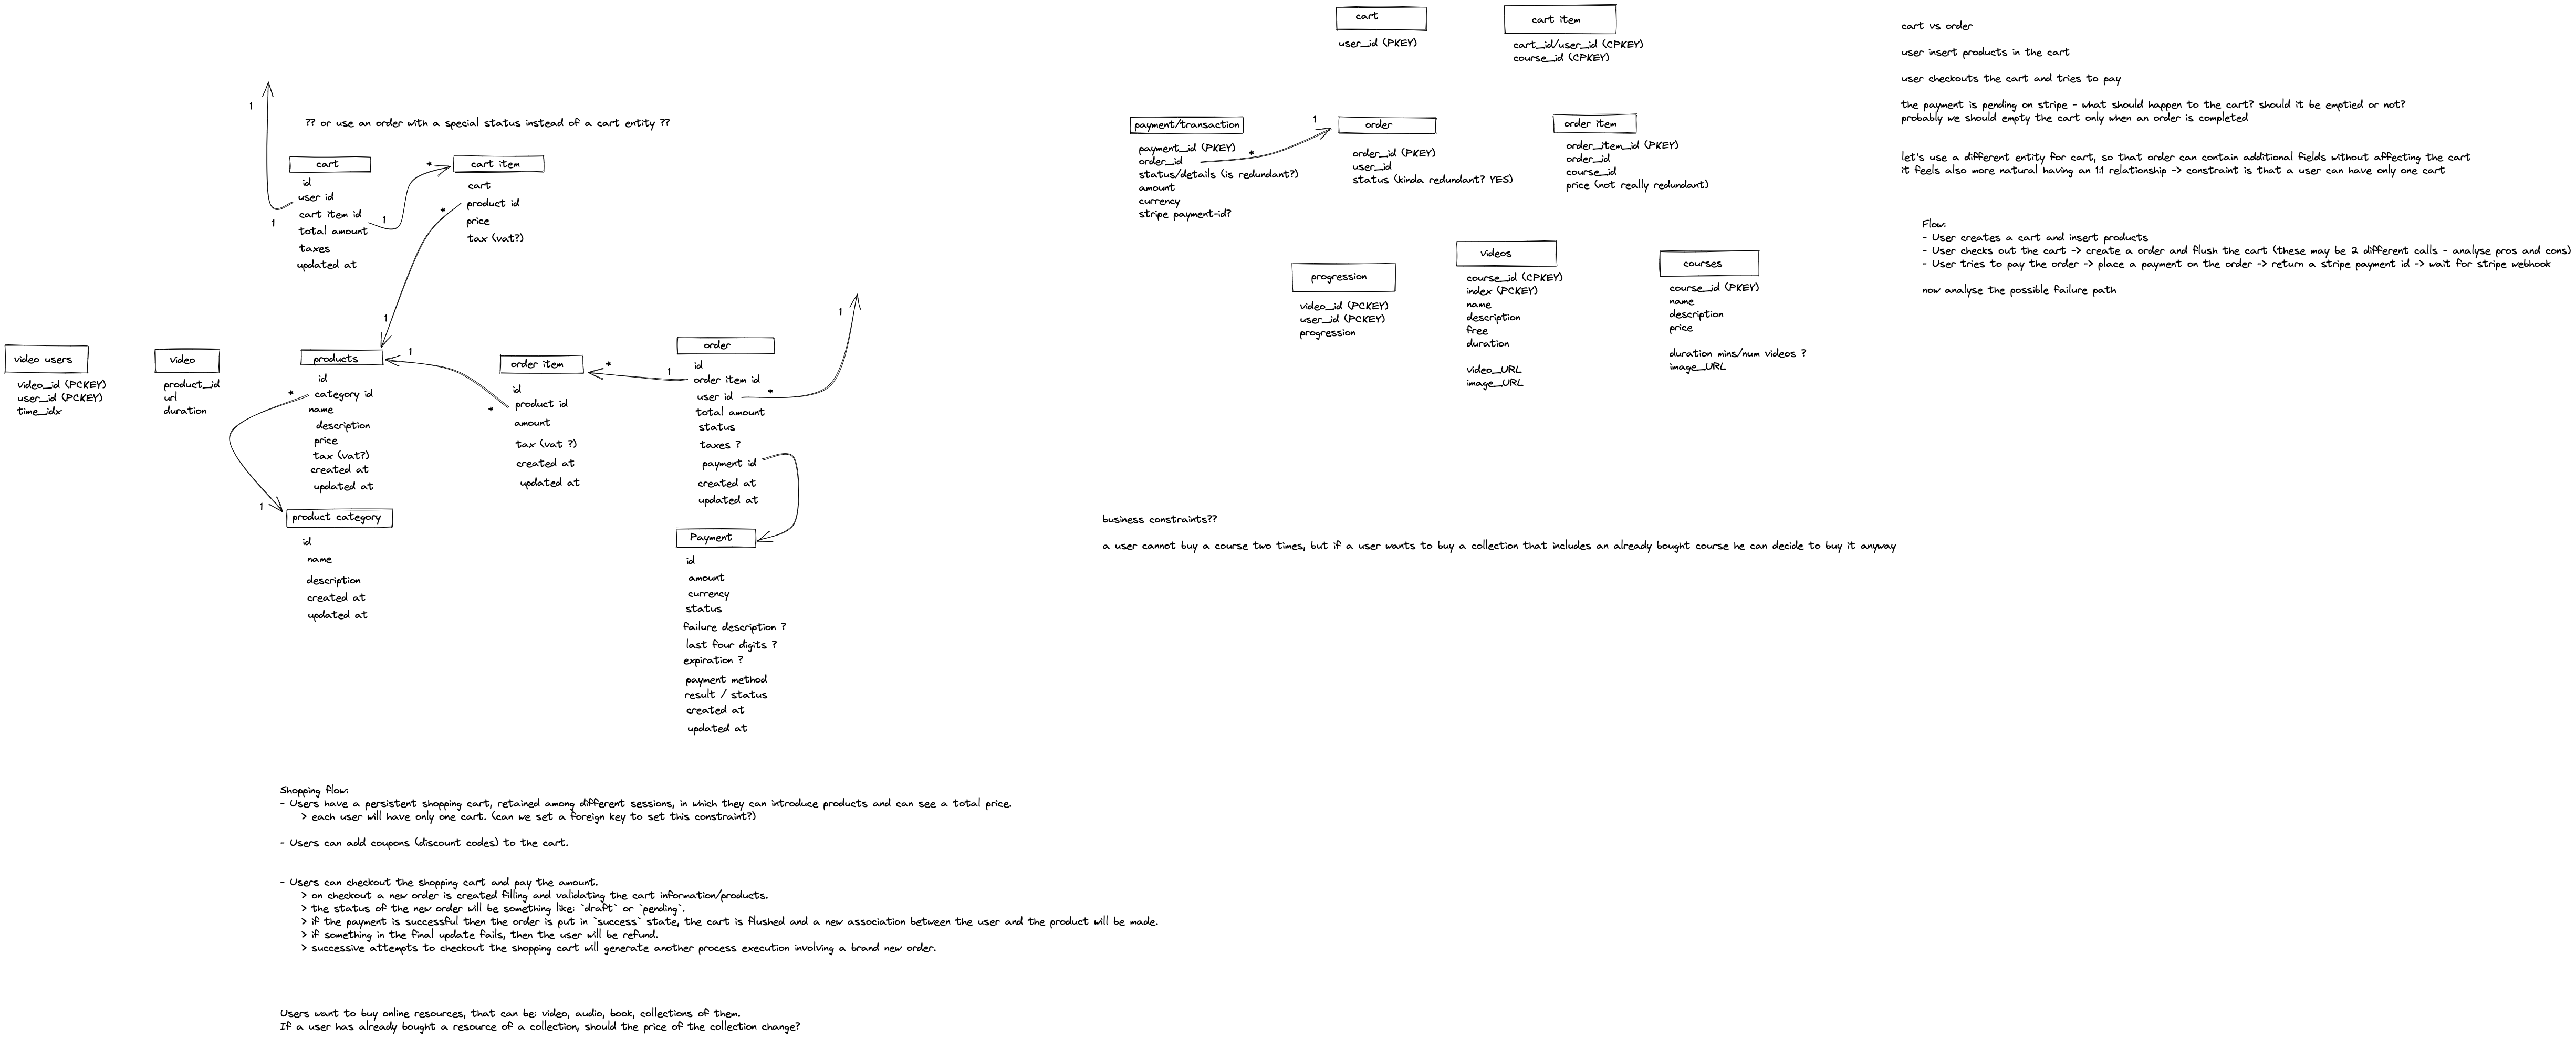 1
?? or use an order with a special status instead of a cart entity ??
cart
id
user id
1
cart item id
1
total amount
taxes
updated at
*
cart item
cart
*
product id
price
tax (vat?)
1
video users
video_id (PCKEY)
user_id (PCKEY)
time_idx
video
product_id
url
duration
products
1
id
*
category id
name
description
price
tax (vat?)
created at
updated at
1
product category
id
name
description
created at
updated at
order item
*
id
product id
*
amount
tax (vat ?)
created at
updated at
order
id
1
order item id
user id
*
1
total amount
status
taxes ?
payment id
created at
updated at
Payment
id
amount
currency
status
failure description ?
last four digits ?
expiration ?
payment method
result / status
created at
updated at
Shopping flow:
- Users have a persistent shopping cart, retained among different sessions, in which they can introduce products and can see a total price.
> each user will have only one cart. (can we set a foreign key to set this constraint?)
- Users can add coupons (discount codes) to the cart.
- Users can checkout the shopping cart and pay the amount.
> on checkout a new order is created filling and validating the cart information/products.
> the status of the new order will be something like: `draft` or `pending`.
> if the payment is successful then the order is put in `success` state, the cart is flushed and a new association between the user and the product will be made.
> if something in the final update fails, then the user will be refund.
> successive attempts to checkout the shopping cart will generate another process execution involving a brand new order.
Users want to buy online resources, that can be: video, audio, book, collections of them.
If a user has already bought a resource of a collection, should the price of the collection change?
cart
user_id (PKEY)
cart item
cart_id/user_id (CPKEY)
course_id (CPKEY)
payment/transaction
payment_id (PKEY)
order_id
*
1
status/details (is redundant?)
amount
currency
stripe payment-id?
order
order_id (PKEY)
user_id
status (kinda redundant? YES)
order item
order_item_id (PKEY)
order_id
course_id
price (not really redundant)
progression
video_id (PCKEY)
user_id (PCKEY)
progression
videos
course_id (CPKEY)
index (PCKEY)
name
description
free
duration
video_URL
image_URL
courses
course_id (PKEY)
name
description
price
duration mins/num videos ?
image_URL
business constraints??
a user cannot buy a course two times, but if a user wants to buy a collection that includes an already bought course he can decide to buy it anyway
cart vs order
user insert products in the cart
user checkouts the cart and tries to pay
the payment is pending on stripe - what should happen to the cart? should it be emptied or not?
probably we should empty the cart only when an order is completed
let's use a different entity for cart, so that order can contain additional fields without affecting the cart
it feels also more natural having an 1:1 relationship -> constraint is that a user can have only one cart
Flow:
- User creates a cart and insert products
- User checks out the cart -> create a order and flush the cart (these may be 2 different calls - analyse pros and cons)
- User tries to pay the order -> place a payment on the order -> return a stripe payment id -> wait for stripe webhook
now analyse the possible failure path